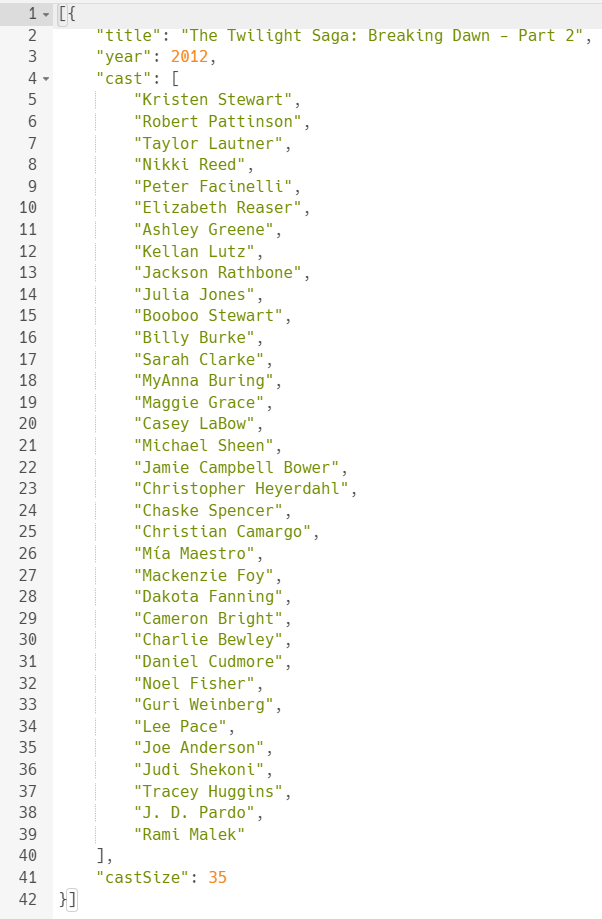 1 [{
2 "title": "The Twilight Saga: Breaking Dawn - Part 2",
3 "year": 2012,
4 "cast": [
5 "Kristen Stewart",
6 "Robert Pattinson",
7 "Taylor Lautner",
8 "Nikki Reed",
9 "Peter Facinelli",
10 "Elizabeth Reaser",
11 "Ashley Greene",
12 "Kellan Lutz",
13 "Jackson Rathbone",
14 "Julia Jones",
15 "Booboo Stewart",
16 "Billy Burke",
17 "Sarah Clarke",
18 "MyAnna Buring",
19 "Maggie Grace",
20 "Casey LaBow",
21 "Michael Sheen",
22 "Jamie Campbell Bower",
23 "Christopher Heyerdahl",
24 "Chaske Spencer",
25 "Christian Camargo",
26 "Mía Maestro",
27 "Mackenzie Foy",
28 "Dakota Fanning",
29 "Cameron Bright",
30 "Charlie Bewley",
31 "Daniel Cudmore",
32 "Noel Fisher",
33 "Guri Weinberg",
34 "Lee Pace",
35 "Joe Anderson",
36 "Judi Shekoni",
37 "Tracey Huggins",
38 "J. D. Pardo",
39 "Rami Malek"
40 ],
41 "castSize": 35
42 }]